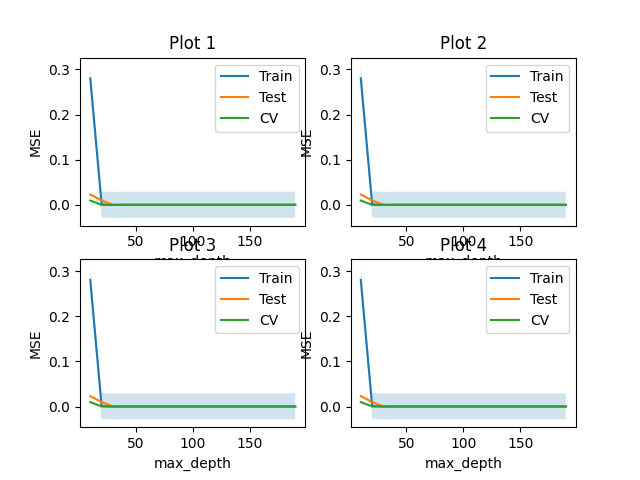 Plot 1
Plot 2
0.3
0.2
0.1
0.0
MSE
Train
Test
CV
50
100
150
max_depth
0.3
0.2
0.1
0.0
MSE
Train
Test
CV
50
100
150
max_depth
Plot 3
Plot 4
0.3
0.2
0.1
0.0
MSE
Train
Test
CV
50
100
150
max_depth
0.3
0.2
0.1
0.0
MSE
Train
Test
CV
50
100
150
max_depth